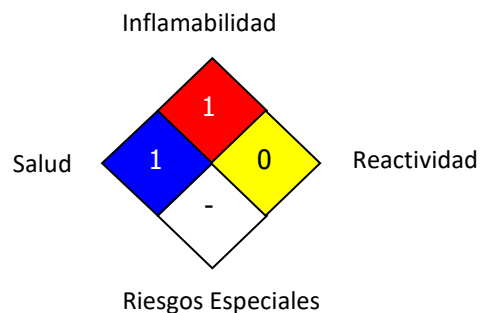 Inflamabilidad
1
Salud 1 0 Reactividad
-
Riesgos Especiales